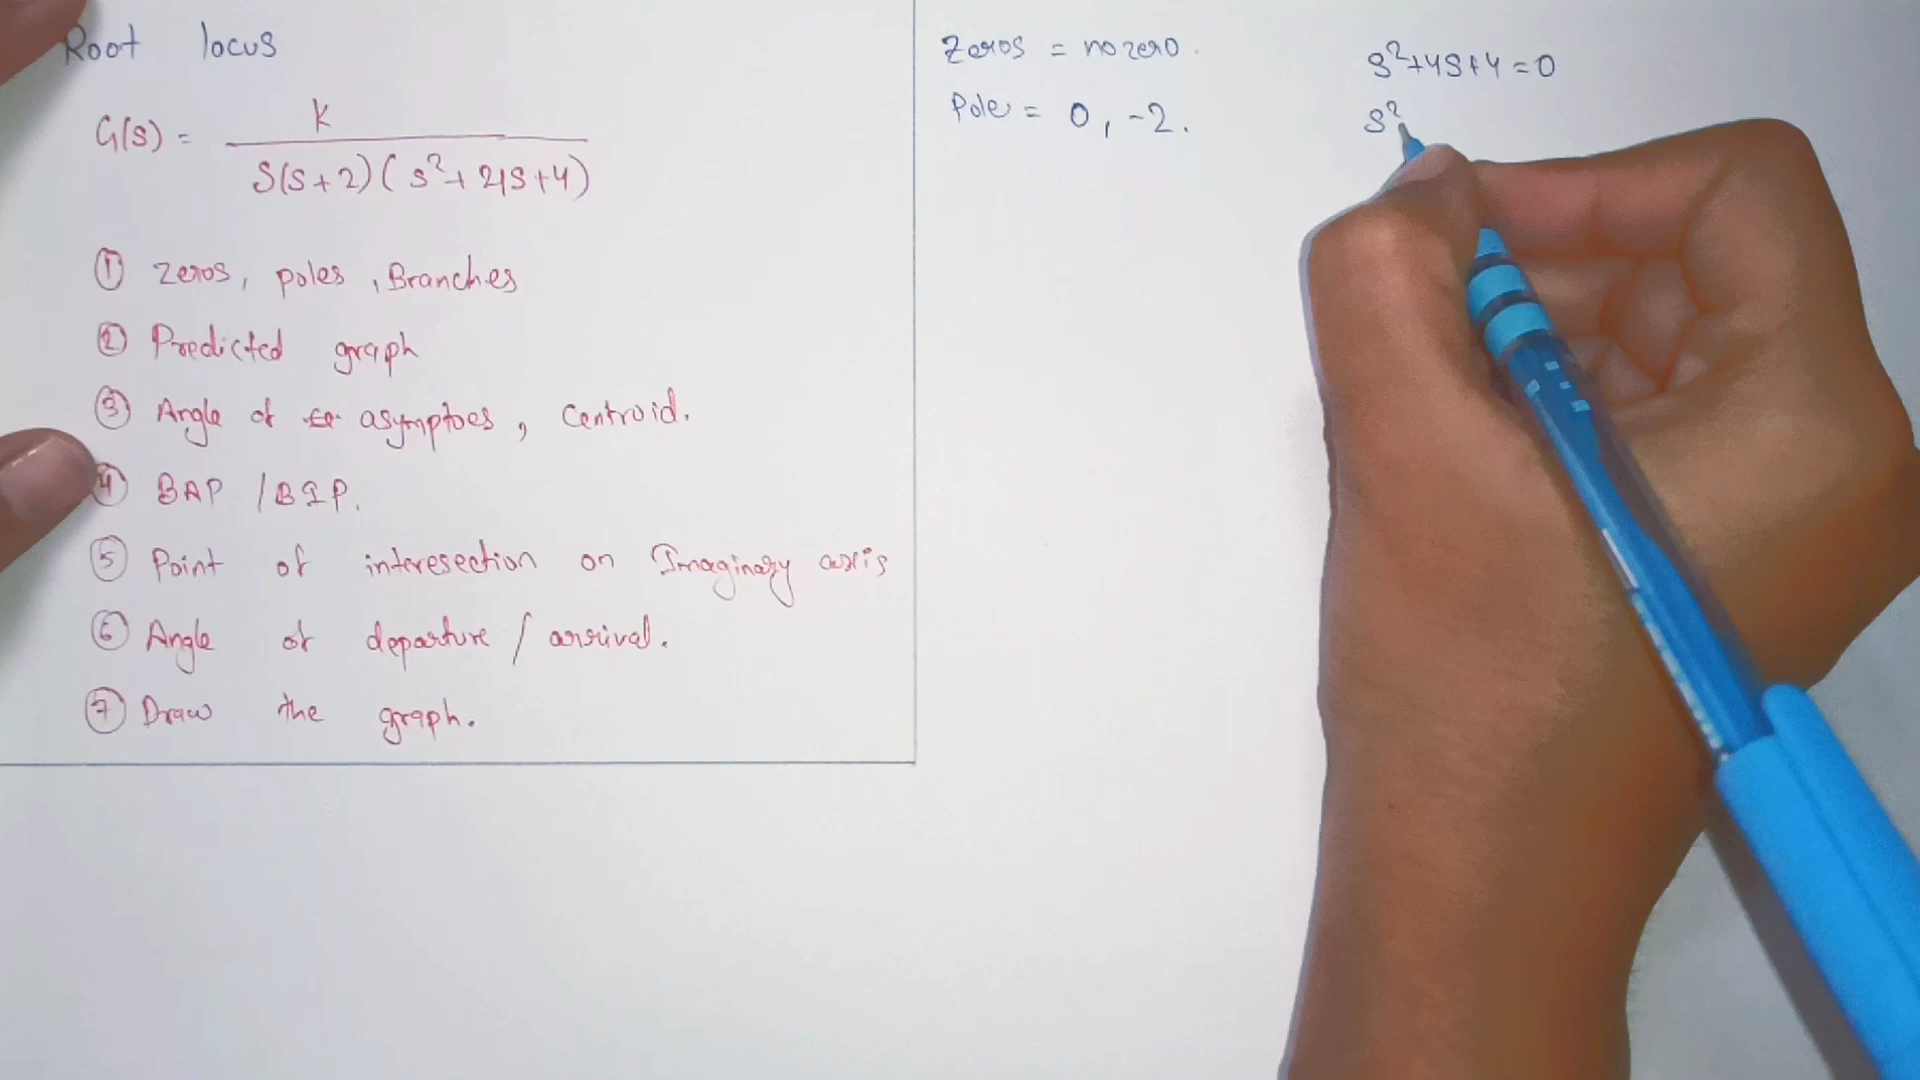 Root locus
G(s) = K
S(S+2)(S²+2S+4)
① Zeros, poles, Branches
② Predicted graph
③ Angle of asymptoes, Centroid.
④ BAP / BIP.
⑤ Point of interesection on Imaginary axis
⑥ Angle of departure / arrival.
⑦ Draw the graph.
Zeros = no zero.
Pole = 0, -2.
S²+4S+4=0
S²